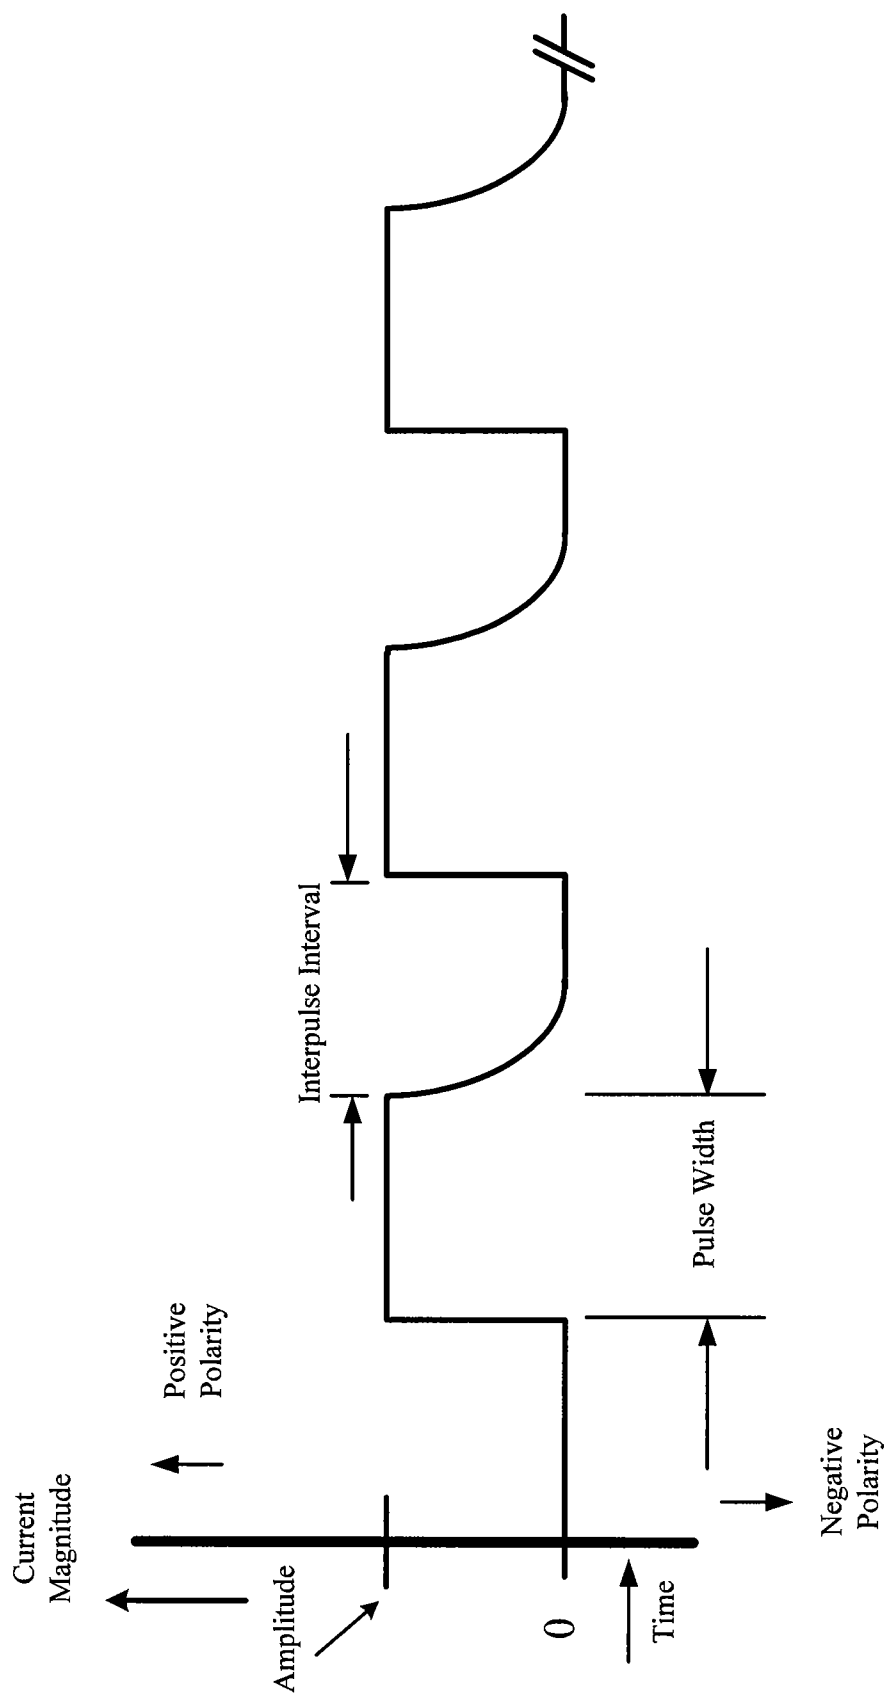 Current
Magnitude
Positive
Polarity
Amplitude
Interpulse Interval
0
Time
Pulse Width
Negative
Polarity